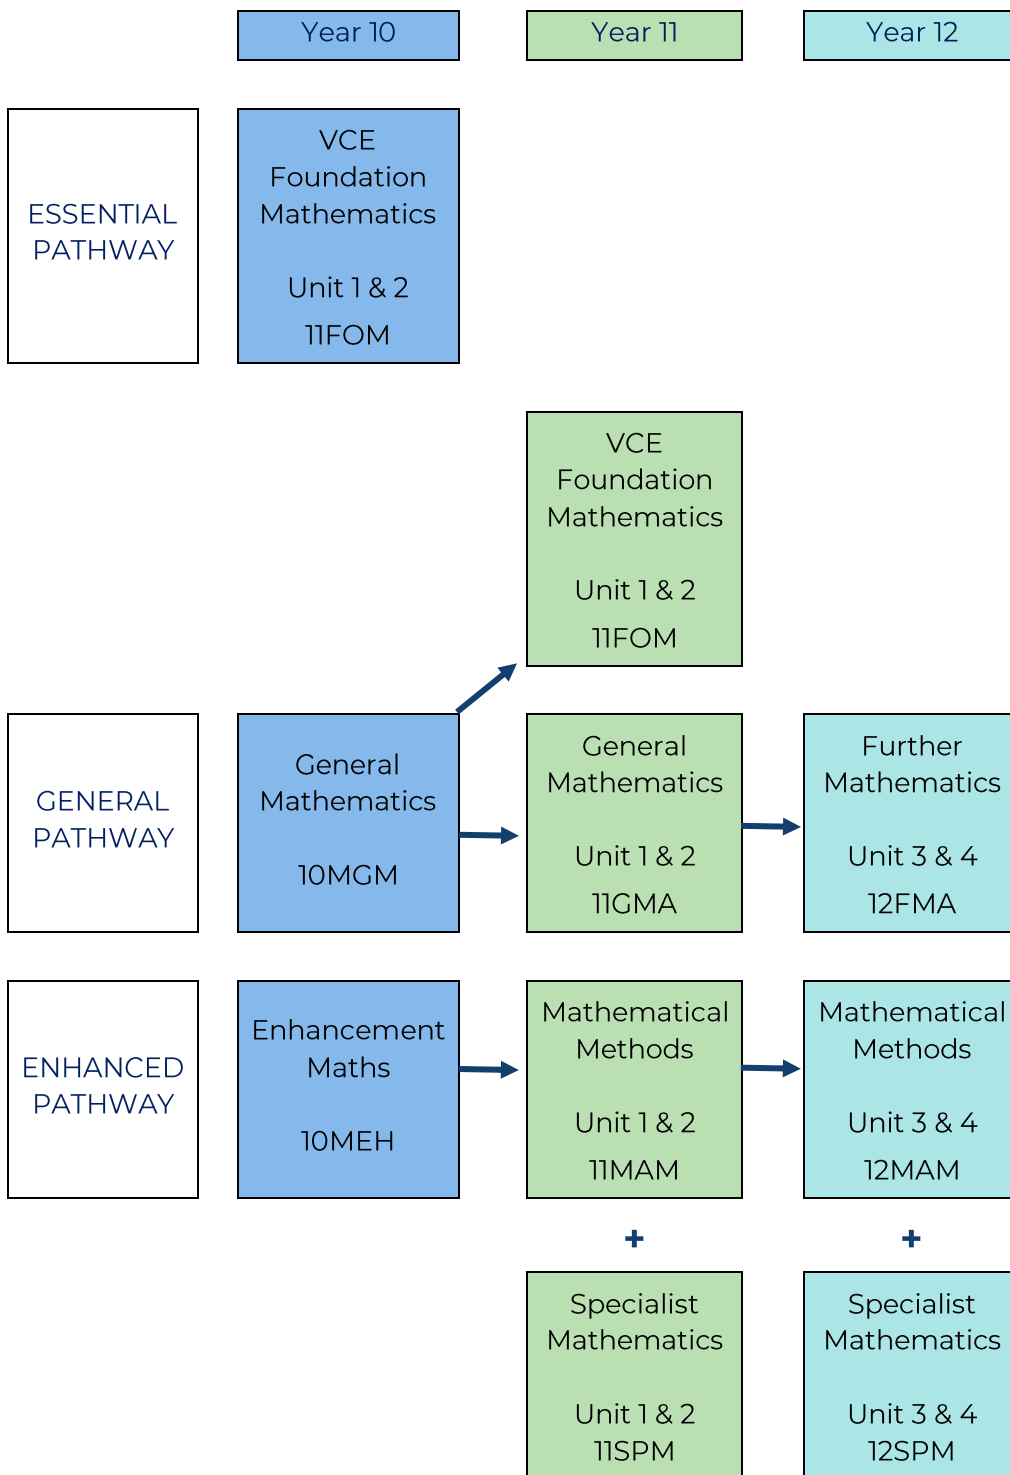 Year 10
Year 11
Year 12
ESSENTIAL
PATHWAY
VCE
Foundation
Mathematics
Unit 1 & 2
11FOM
VCE
Foundation
Mathematics
Unit 1 & 2
11FOM
GENERAL
PATHWAY
General
Mathematics
10MGM
General
Mathematics
Unit 1 & 2
11GMA
Further
Mathematics
Unit 3 & 4
12FMA
ENHANCED
PATHWAY
Enhancement
Maths
10MEH
Mathematical
Methods
Unit 1 & 2
11MAM
Mathematical
Methods
Unit 3 & 4
12MAM
+
+
Specialist
Mathematics
Unit 1 & 2
11SPM
Specialist
Mathematics
Unit 3 & 4
12SPM